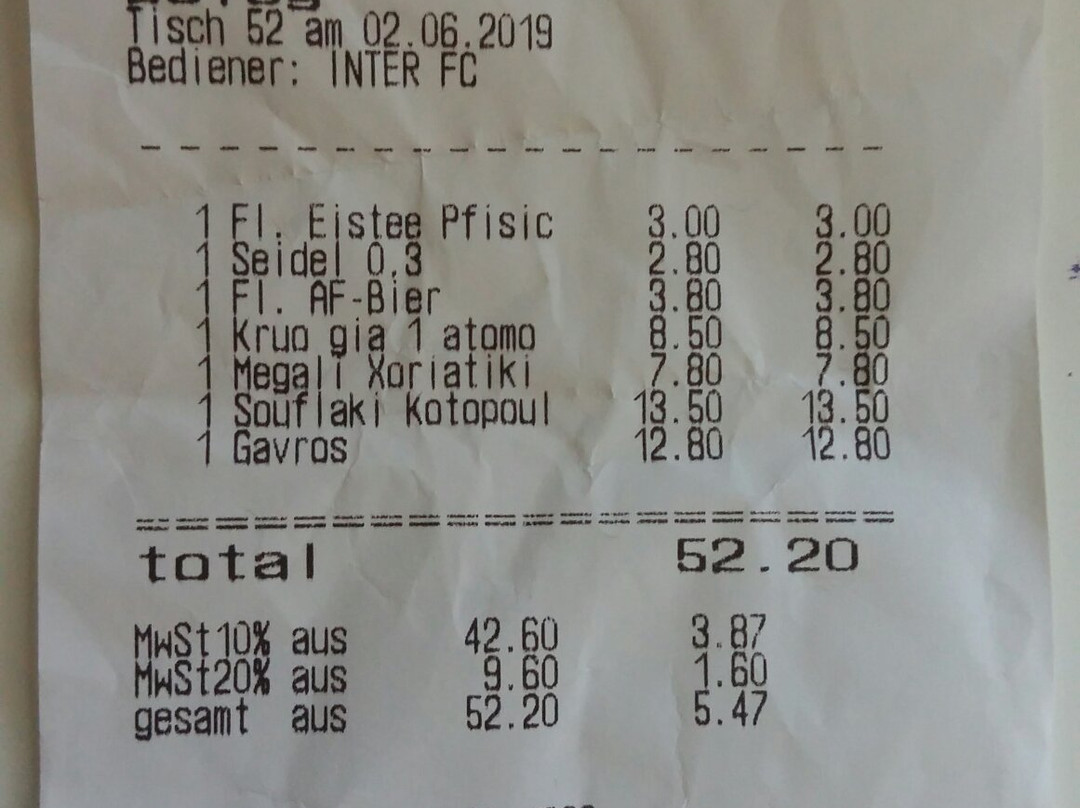 Tisch 52 am 02.06.2019
Bediener: INTER FC
1 Fl. Eistee Pfisic 3.00 3.00
1 Seidel 0,3 2.80 2.80
1 Fl. AF-Bier 3.80 3.80
1 Kruo gia 1 atomo 8.50 8.50
1 Megali Xoriatiki 7.80 7.80
1 Souflaki Kotopoul 13.50 13.50
1 Gavros 12.80 12.80
total 52.20
MwSt10% aus 42.60 3.87
MwSt20% aus 9.60 1.60
gesamt aus 52.20 5.47